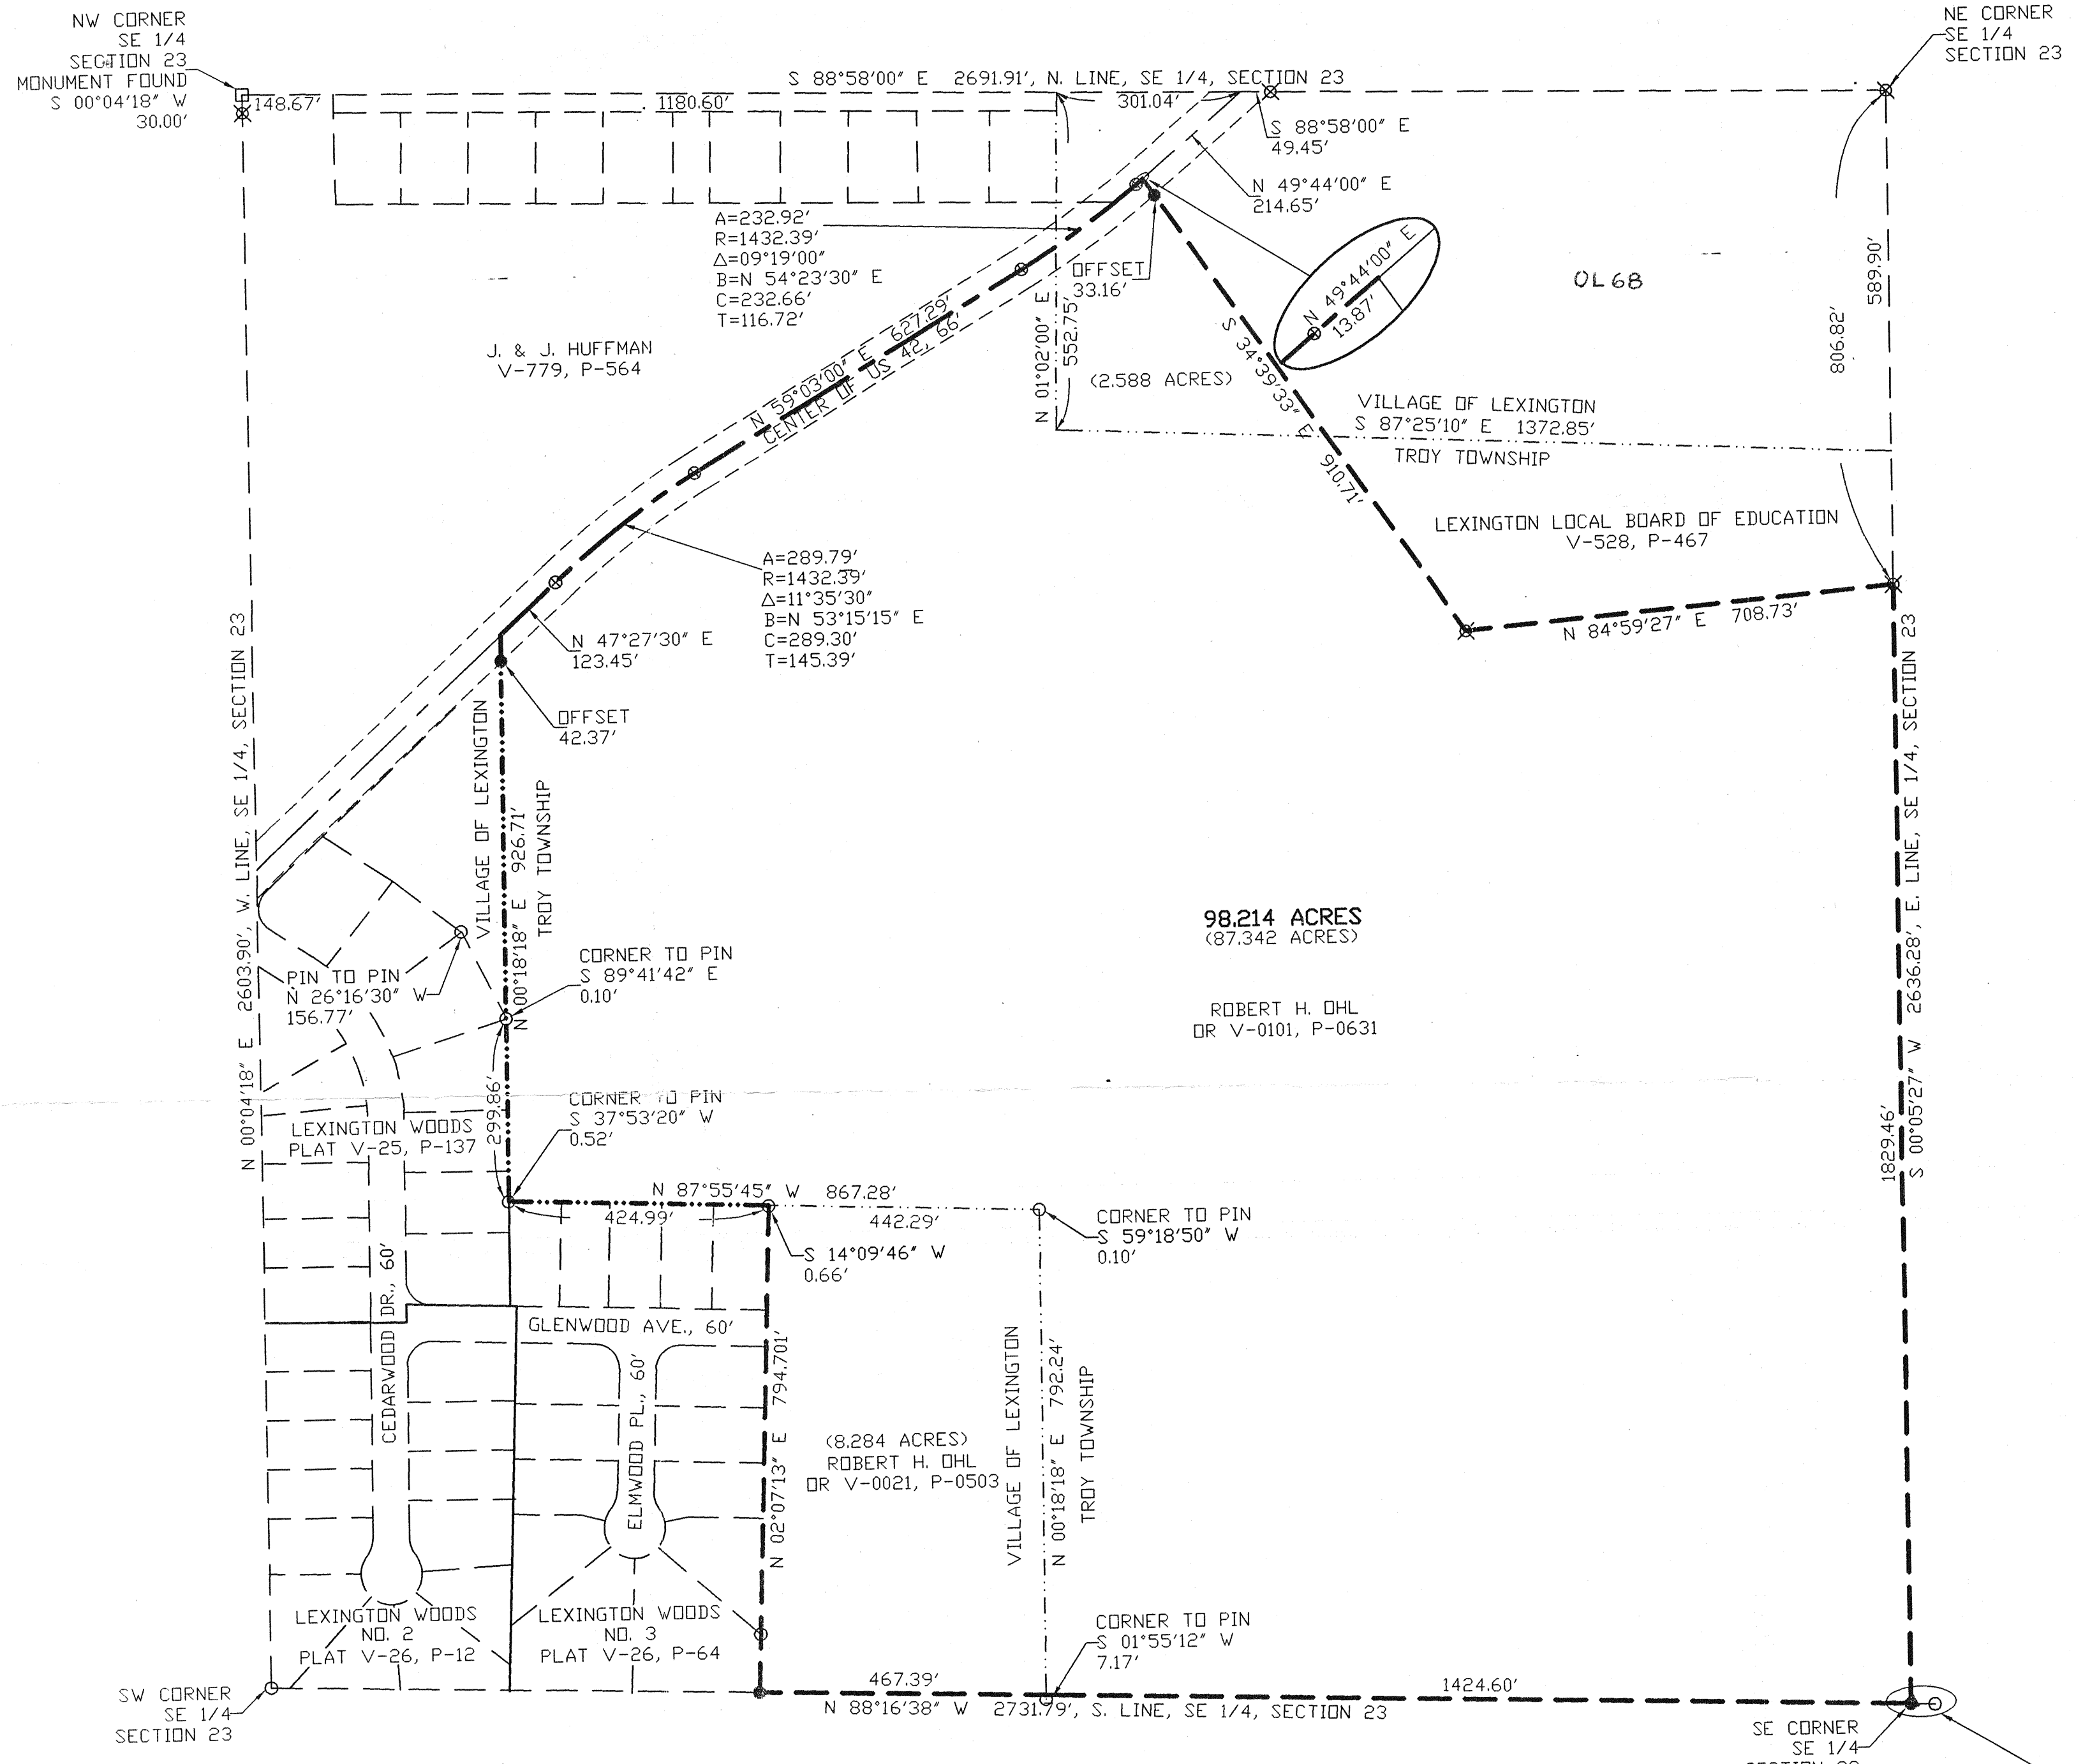 NW CORNER
SE 1/4
SECTION 23
MONUMENT FOUND
S 00°04'18" W
30.00'
148.67'
S 88°58'00" E 2691.91', N. LINE, SE 1/4, SECTION 23
1180.60'
301.04'
NE CORNER
SE 1/4
SECTION 23
S 88°58'00" E
49.45'
N 49°44'00" E
214.65'
A=232.92'
R=1432.39'
Δ=09°19'00"
B=N 54°23'30" E
C=232.66'
T=116.72'
OFFSET
33.16'
N 49°44'00" E
13.87'
OL68
589.90'
806.82'
J. & J. HUFFMAN
V-779, P-564
N 59°03'00" E 627.29'
CENTER OF US 42, 66'
N 01°02'00" E
552.75'
(2.588 ACRES)
S 34°39'33" E
910.71'
VILLAGE OF LEXINGTON
S 87°25'10" E 1372.85'
TROY TOWNSHIP
LEXINGTON LOCAL BOARD OF EDUCATION
V-528, P-467
A=289.79'
R=1432.39'
Δ=11°35'30"
B=N 53°15'15" E
C=289.30'
T=145.39'
N 47°27'30" E
123.45'
N 84°59'27" E 708.73'
OFFSET
42.37'
N 00°04'18" E 2603.90', W. LINE, SE 1/4, SECTION 23
VILLAGE OF LEXINGTON
N 00°18'18" E 926.71'
TROY TOWNSHIP
98.214 ACRES
(87.342 ACRES)
ROBERT H. OHL
OR V-0101, P-0631
1829.46'
S 00°05'27" W 2636.28', E. LINE, SE 1/4, SECTION 23
CORNER TO PIN
S 89°41'42" E
0.10'
PIN TO PIN
N 26°16'30" W
156.77'
299.86'
CORNER TO PIN
S 37°53'20" W
0.52'
LEXINGTON WOODS
PLAT V-25, P-137
N 87°55'45" W 867.28'
424.99'
442.29'
S 14°09'46" W
0.66'
CORNER TO PIN
S 59°18'50" W
0.10'
CEDARWOOD DR., 60'
GLENWOOD AVE., 60'
ELMWOOD PL., 60'
N 02°07'13" E 794.701'
(8.284 ACRES)
ROBERT H. OHL
OR V-0021, P-0503
VILLAGE OF LEXINGTON
N 00°18'18" E 792.24'
TROY TOWNSHIP
LEXINGTON WOODS
NO. 2
PLAT V-26, P-12
LEXINGTON WOODS
NO. 3
PLAT V-26, P-64
CORNER TO PIN
S 01°55'12" W
7.17'
SW CORNER
SE 1/4
SECTION 23
467.39'
1424.60'
N 88°16'38" W 2731.79', S. LINE, SE 1/4, SECTION 23
SE CORNER
SE 1/4